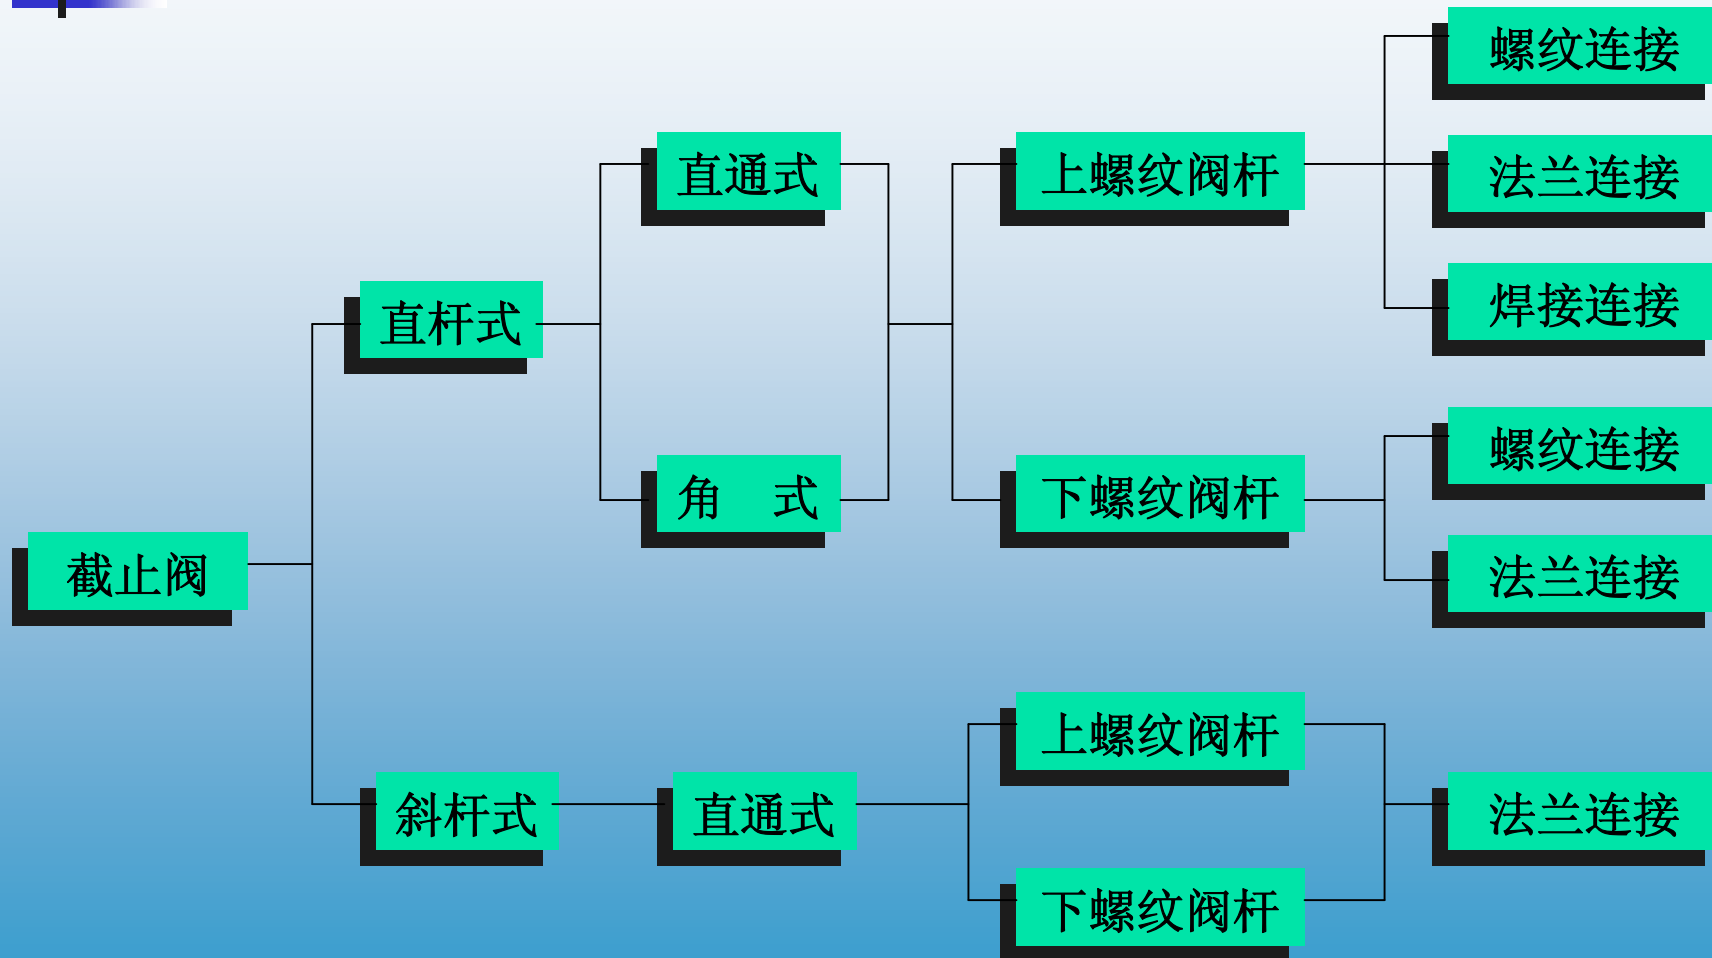 螺纹连接
直通式
上螺纹阀杆
法兰连接
直杆式
焊接连接
角　式
下螺纹阀杆
螺纹连接
截止阀
法兰连接
上螺纹阀杆
斜杆式
直通式
法兰连接
下螺纹阀杆